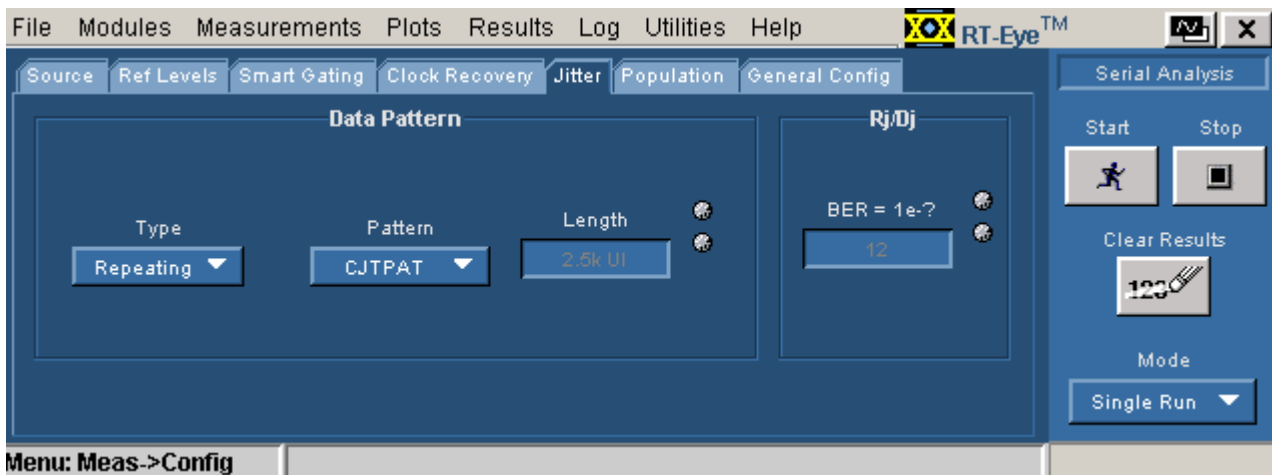 File Modules Measurements Plots Results Log Utilities Help RT-Eye™
Source Ref Levels Smart Gating Clock Recovery Jitter Population General Config
Serial Analysis
Data Pattern
Type
Repeating
Pattern
CJTPAT
Length
2.5k UI
Rj/Dj
BER = 1e-?
12
Start Stop
Clear Results
123
Mode
Single Run
Menu: Meas->Config